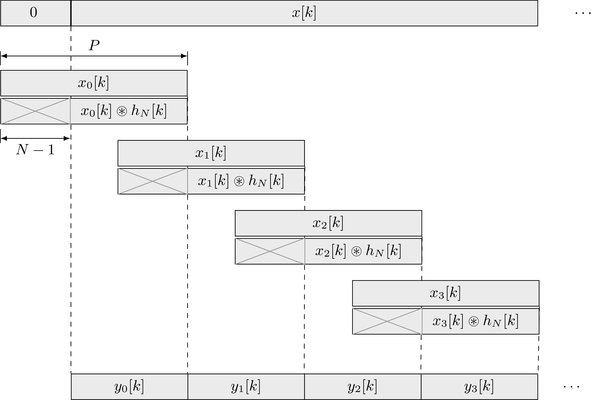 0 x[k] ···
P
x₀[k]
x₀[k] ⊛ h_N[k]
N − 1
x₁[k]
x₁[k] ⊛ h_N[k]
x₂[k]
x₂[k] ⊛ h_N[k]
x₃[k]
x₃[k] ⊛ h_N[k]
y₀[k] y₁[k] y₂[k] y₃[k] ···